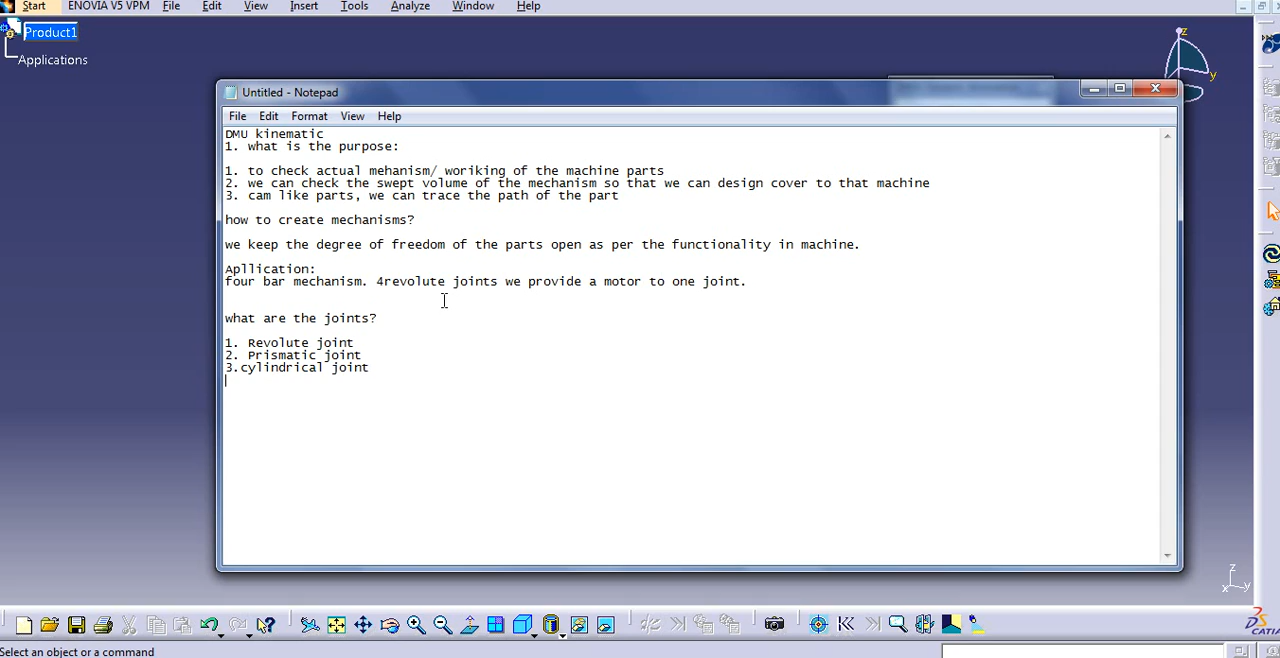 Start ENOVIA V5 VPM File Edit View Insert Tools Analyze Window Help
Product1
Applications
z
y
Untitled - Notepad
File Edit Format View Help
DMU kinematic
1. what is the purpose:
1. to check actual mehanism/ woriking of the machine parts
2. we can check the swept volume of the mechanism so that we can design cover to that machine
3. cam like parts, we can trace the path of the part
how to create mechanisms?
we keep the degree of freedom of the parts open as per the functionality in machine.
Apllication:
four bar mechanism. 4revolute joints we provide a motor to one joint.
what are the joints?
1. Revolute joint
2. Prismatic joint
3.cylindrical joint
z
x y
CATIA
Select an object or a command